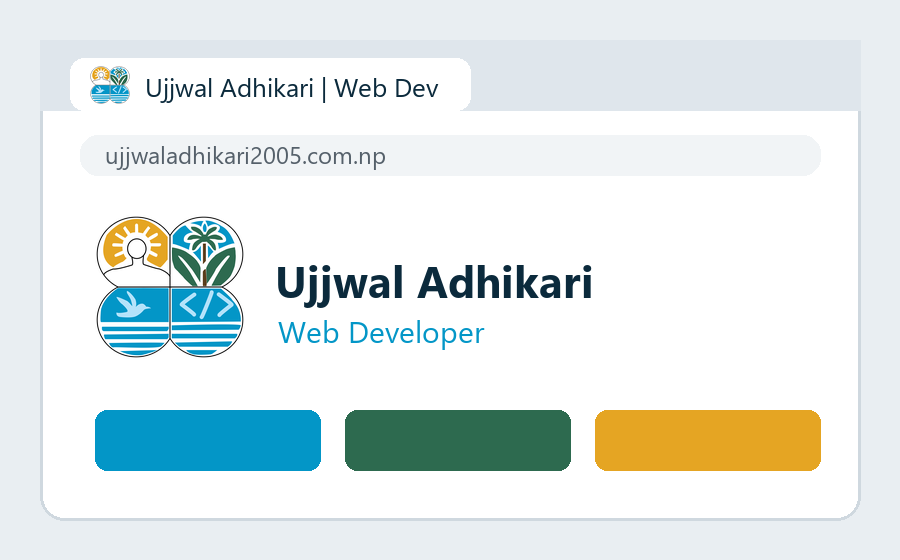 Ujjwal Adhikari | Web Dev
ujjwaladhikari2005.com.np
</>
Ujjwal Adhikari
Web Developer